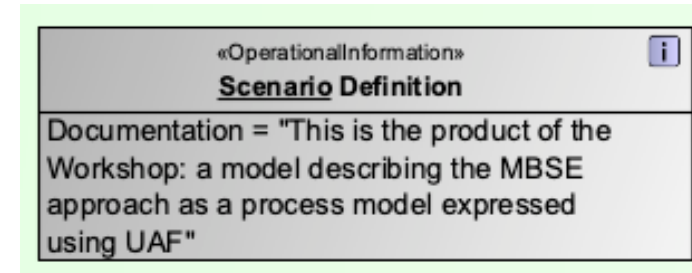 «OperationalInformation»
i
Scenario Definition
Documentation = "This is the product of the
Workshop: a model describing the MBSE
approach as a process model expressed
using UAF"